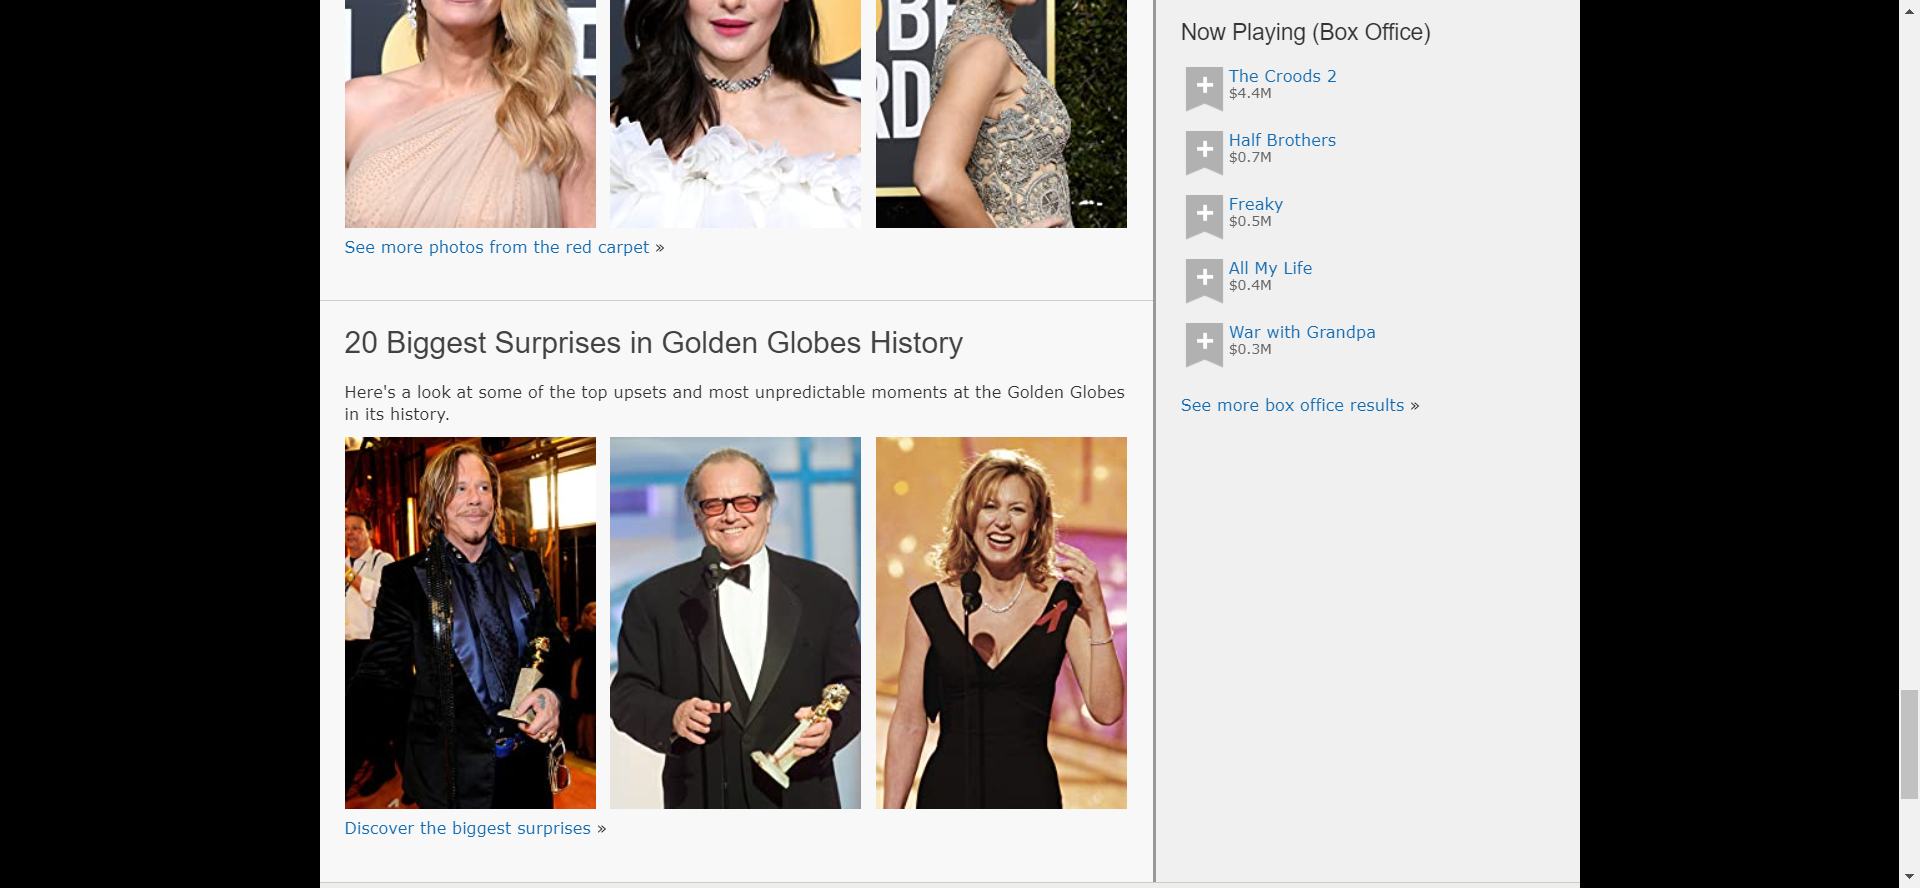 BE
RD
See more photos from the red carpet »
20 Biggest Surprises in Golden Globes History
Here's a look at some of the top upsets and most unpredictable moments at the Golden Globes
in its history.
Discover the biggest surprises »
Now Playing (Box Office)
The Croods 2
$4.4M
Half Brothers
$0.7M
Freaky
$0.5M
All My Life
$0.4M
War with Grandpa
$0.3M
See more box office results »